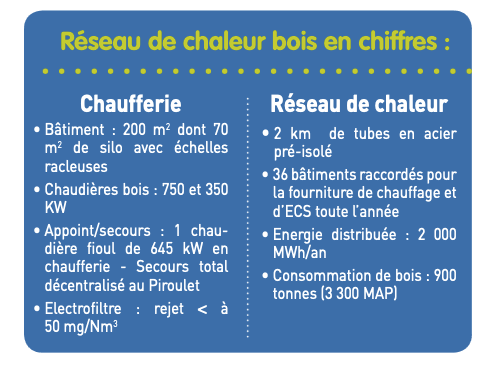 Réseau de chaleur bois en chiffres :
Chaufferie
• Bâtiment : 200 m² dont 70
m² de silo avec échelles
racleuses
• Chaudières bois : 750 et 350
KW
• Appoint/secours : 1 chau-
dière fioul de 645 kW en
chaufferie - Secours total
décentralisé au Piroulet
• Electrofiltre : rejet < à
50 mg/Nm³
Réseau de chaleur
• 2 km de tubes en acier
pré-isolé
• 36 bâtiments raccordés pour
la fourniture de chauffage et
d'ECS toute l'année
• Energie distribuée : 2 000
MWh/an
• Consommation de bois : 900
tonnes (3 300 MAP)